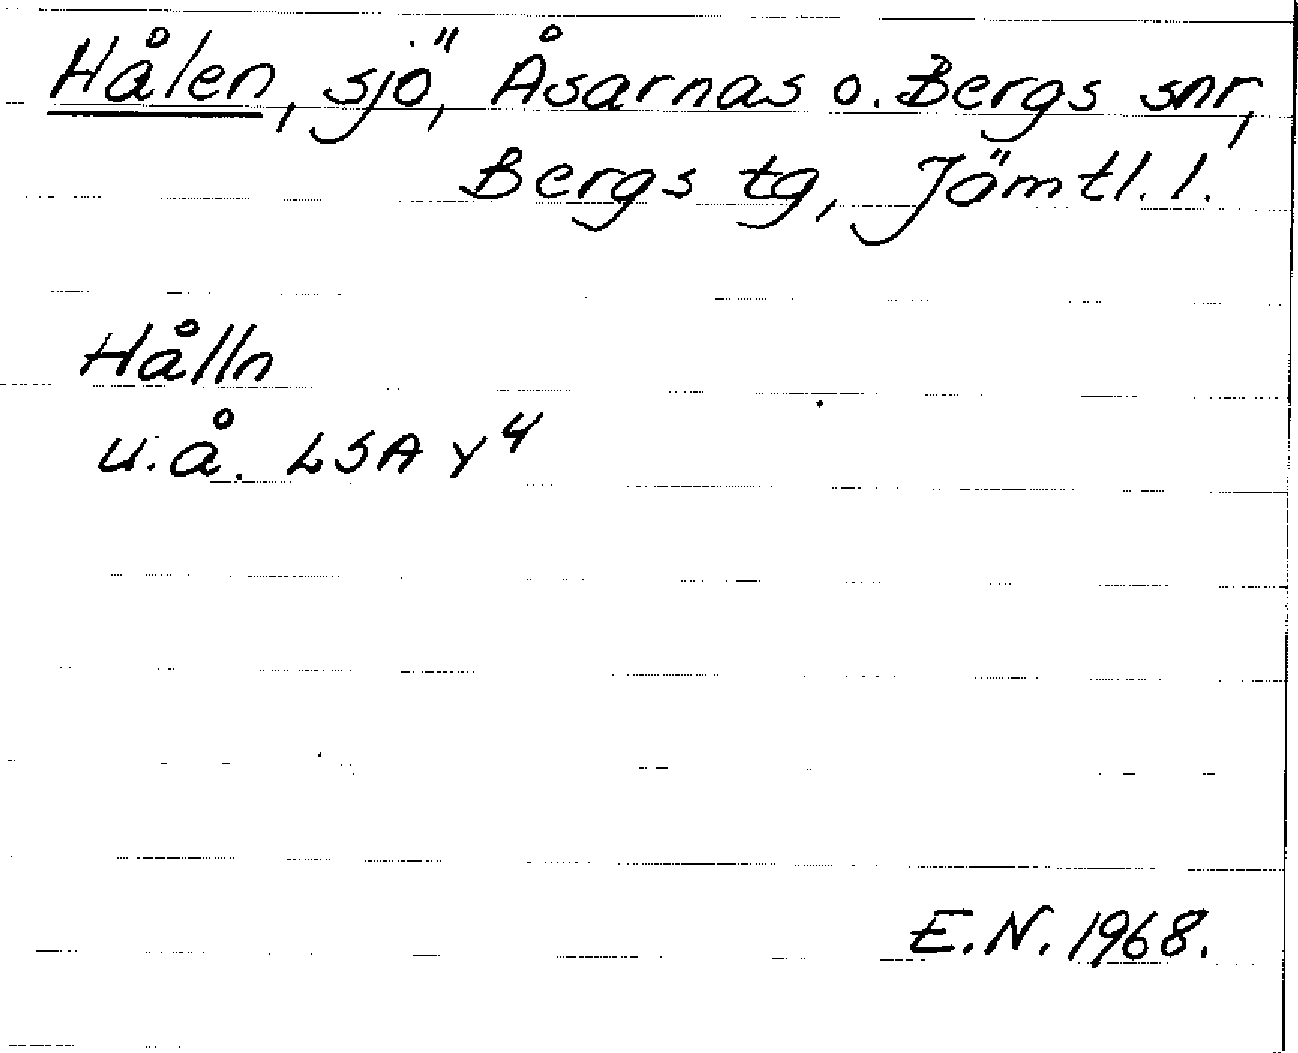 Hålen, sjö, Åsarnas o. Bergs snr,
Bergs tg, Jämtl. l.
Hålln
u.å. LSA Y4
E.N. 1968.